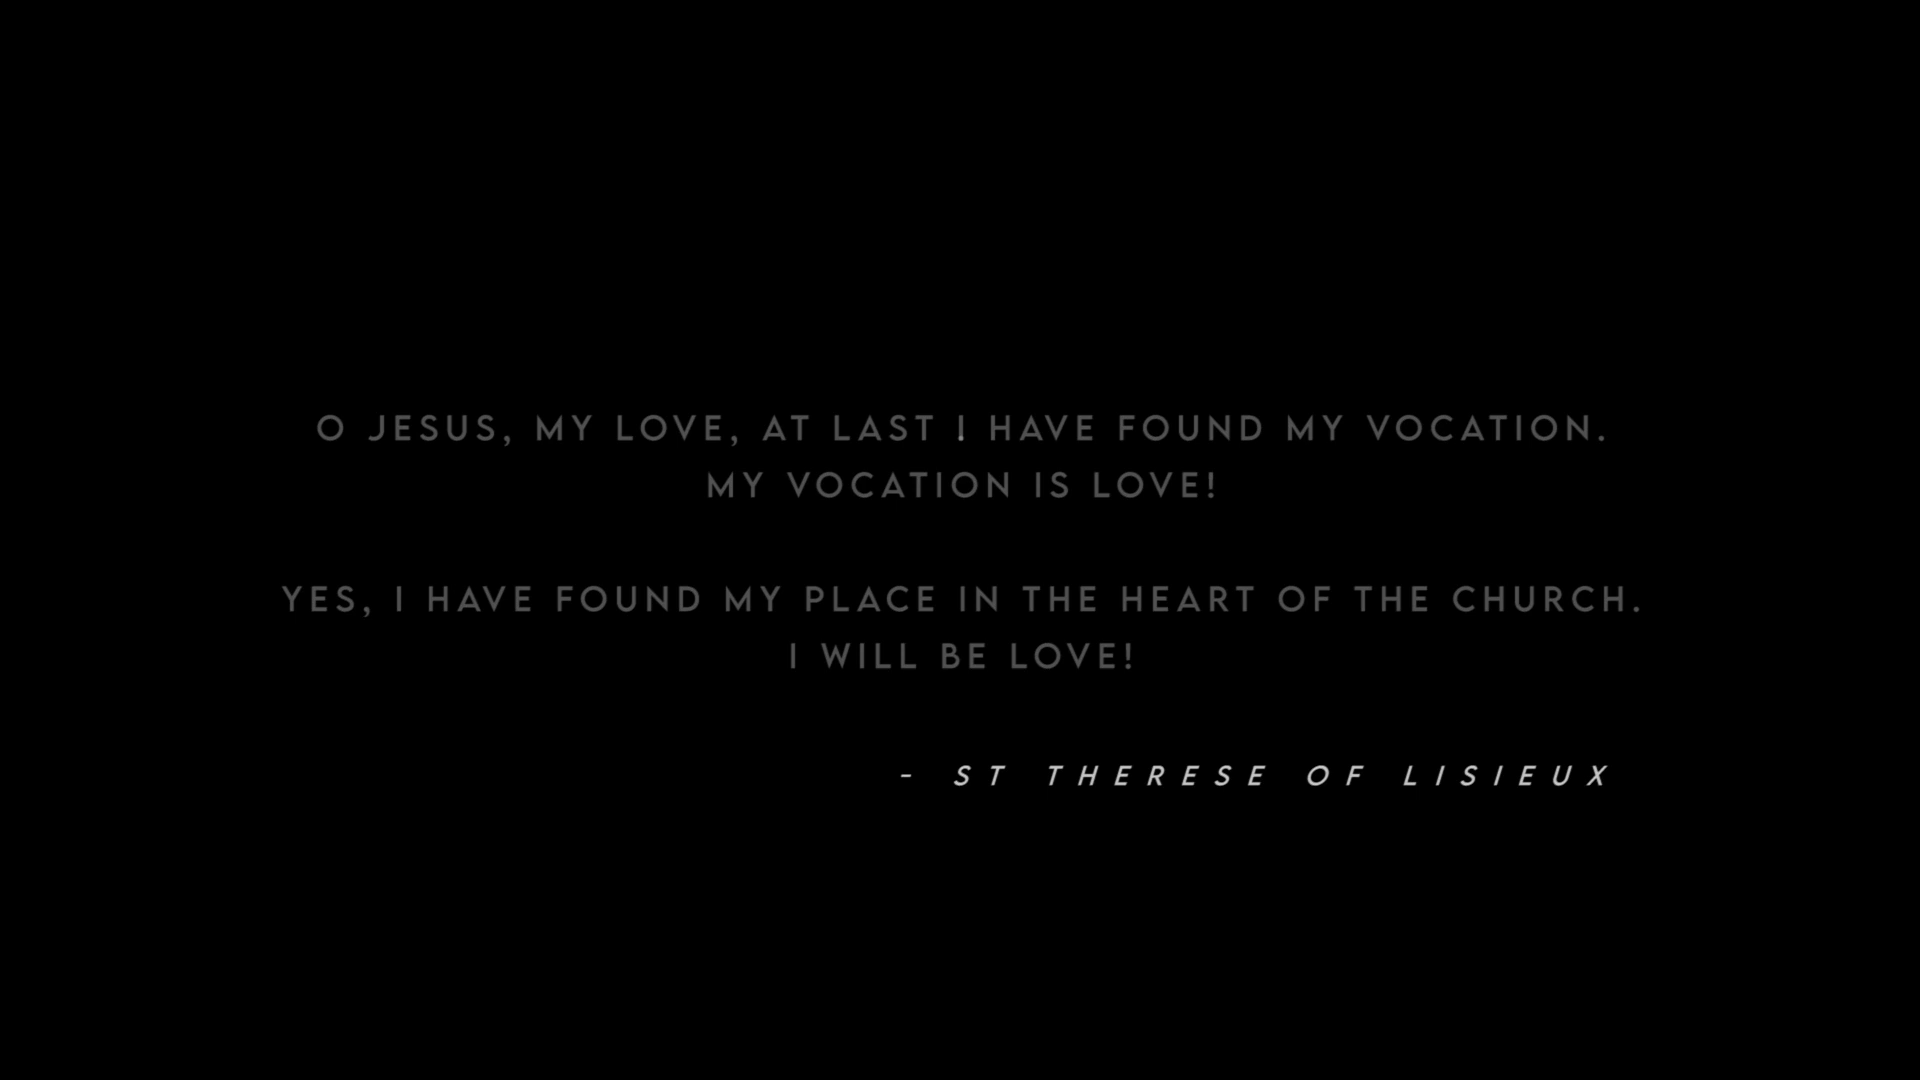 O JESUS, MY LOVE, AT LAST I HAVE FOUND MY VOCATION.
MY VOCATION IS LOVE!
YES, I HAVE FOUND MY PLACE IN THE HEART OF THE CHURCH.
I WILL BE LOVE!
- ST THERESE OF LISIEUX